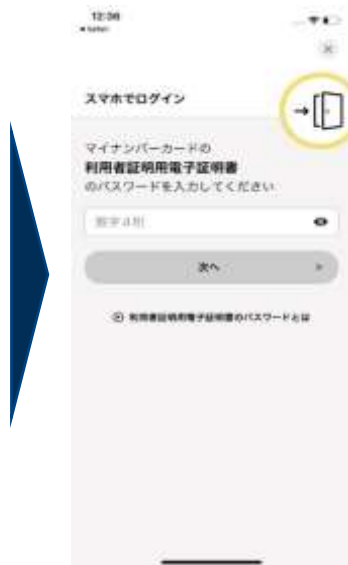 12:36
スマホでログイン
マイナンバーカードの
利用者証明用電子証明書
のパスワードを入力してください
数字4桁
次へ
利用者証明用電子証明書のパスワードとは